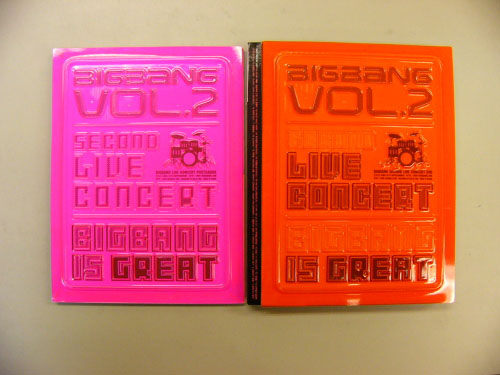 BIGBANG
VOL.2
SECOND
LIVE
CONCERT
BIGBANG
IS GREAT
BIGBANG
VOL.2
SECOND
LIVE
CONCERT
BIGBANG
IS GREAT